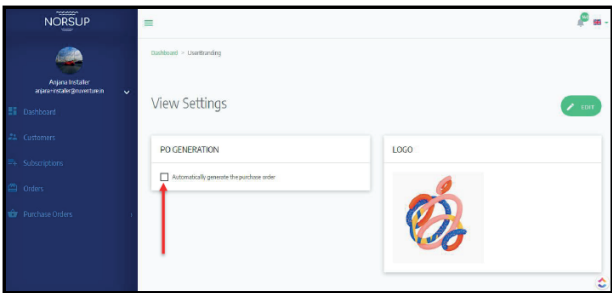 NORSUP
Anjana Installer
Dashboard
Customers
Subscriptions
Orders
Purchase Orders
Dashboard > UserBranding
View Settings
EDIT
PO GENERATION
Automatically generate the purchase order
LOGO